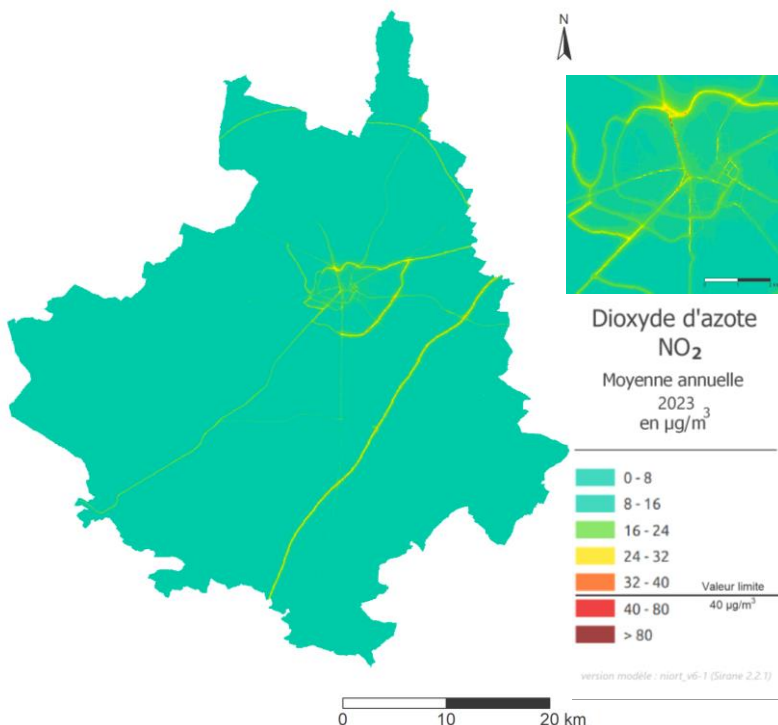 N
Dioxyde d'azote
NO₂
Moyenne annuelle
2023
en µg/m³
0 - 8
8 - 16
16 - 24
24 - 32
32 - 40
Valeur limite
40 µg/m³
40 - 80
> 80
version modèle : niort_v6-1 (Sirane 2.2.1)
0 10 20 km